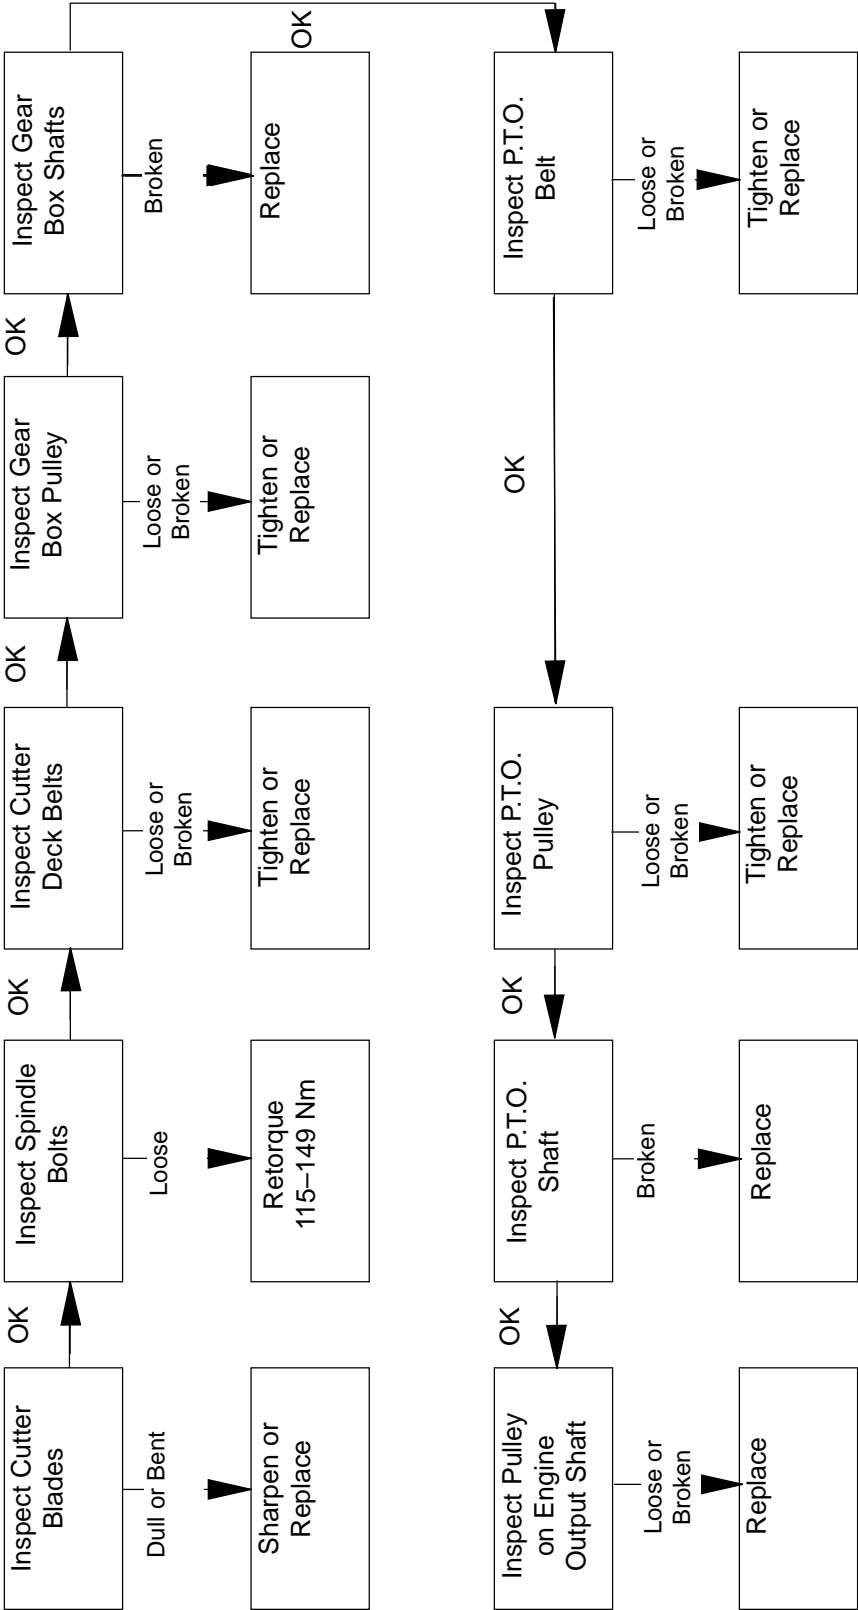 Inspect Cutter
Blades
OK
Inspect Spindle
Bolts
OK
Inspect Cutter
Deck Belts
OK
Inspect Gear
Box Pulley
OK
Inspect Gear
Box Shafts
OK
Dull or Bent
Loose
Loose or
Broken
Loose or
Broken
Broken
Sharpen or
Replace
Retorque
115–149 Nm
Tighten or
Replace
Tighten or
Replace
Replace
Inspect Pulley
on Engine
Output Shaft
OK
Inspect P.T.O.
Shaft
OK
Inspect P.T.O.
Pulley
OK
Inspect P.T.O.
Belt
Loose or
Broken
Broken
Loose or
Broken
Loose or
Broken
Replace
Replace
Tighten or
Replace
Tighten or
Replace